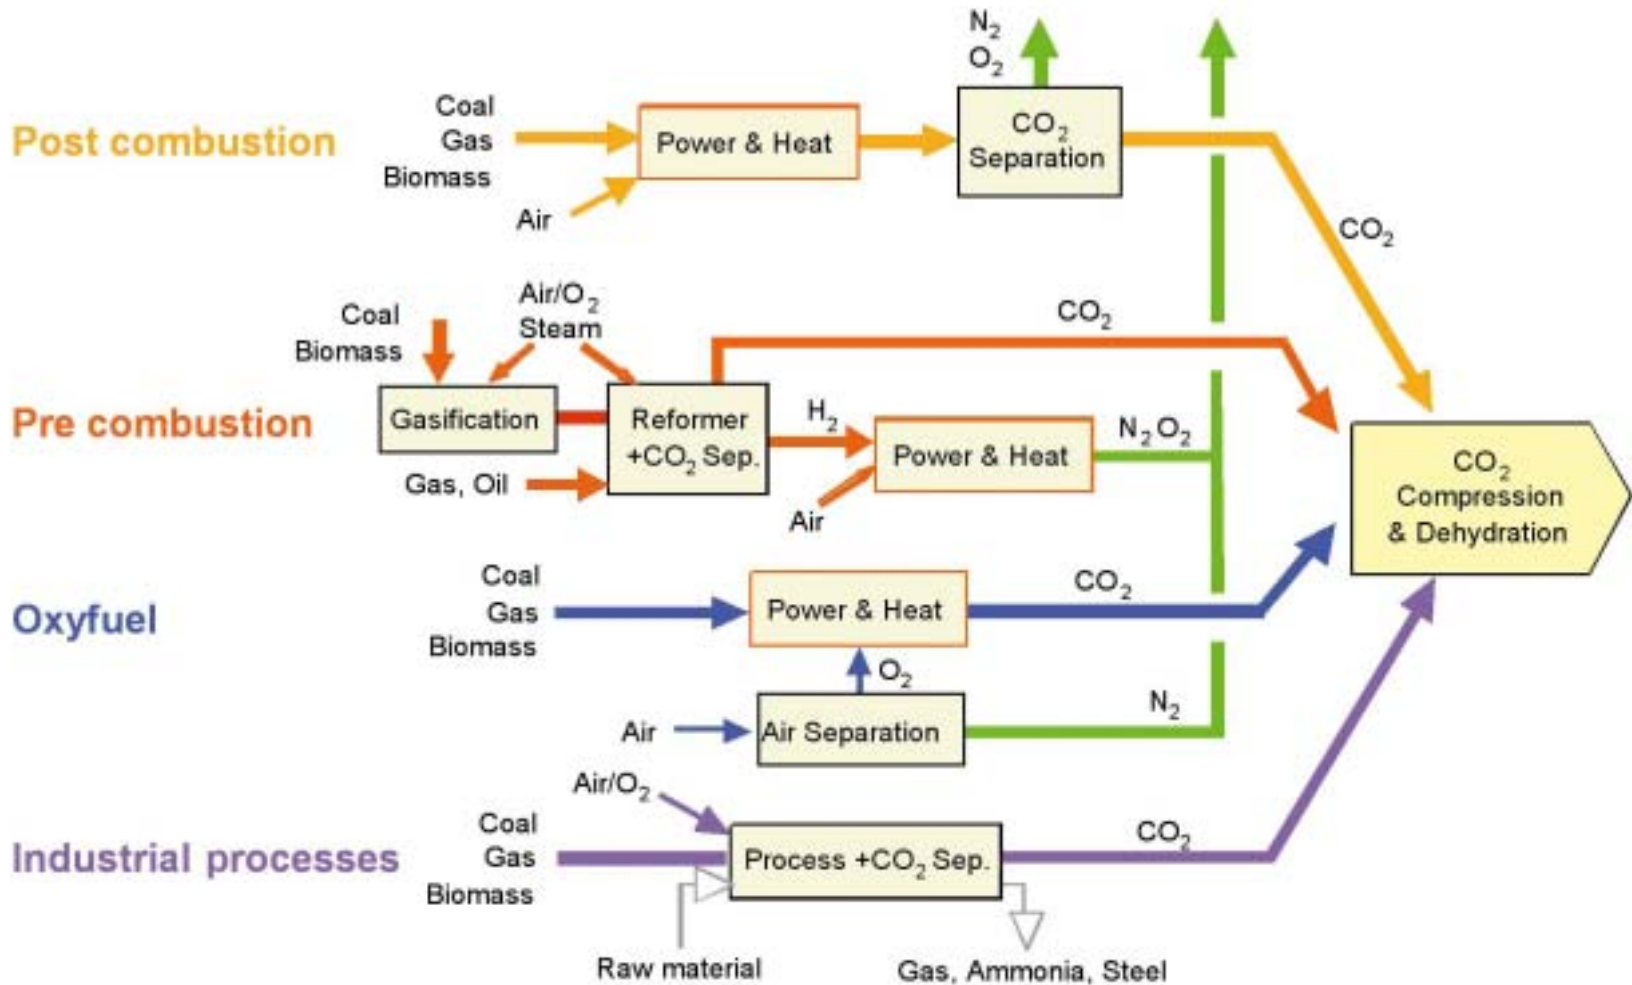 N₂
O₂
Coal
Gas
Biomass
Post combustion
Power & Heat
CO₂
Separation
Air
CO₂
Air/O₂
Steam
Coal
Biomass
CO₂
Pre combustion
Gasification
Reformer
+CO₂ Sep.
H₂
Power & Heat
N₂O₂
Gas, Oil
Air
CO₂
Compression
& Dehydration
Coal
Gas
Biomass
Oxyfuel
Power & Heat
CO₂
O₂
Air
Air Separation
N₂
Air/O₂
Coal
Gas
Biomass
Industrial processes
Process +CO₂ Sep.
CO₂
Raw material
Gas, Ammonia, Steel